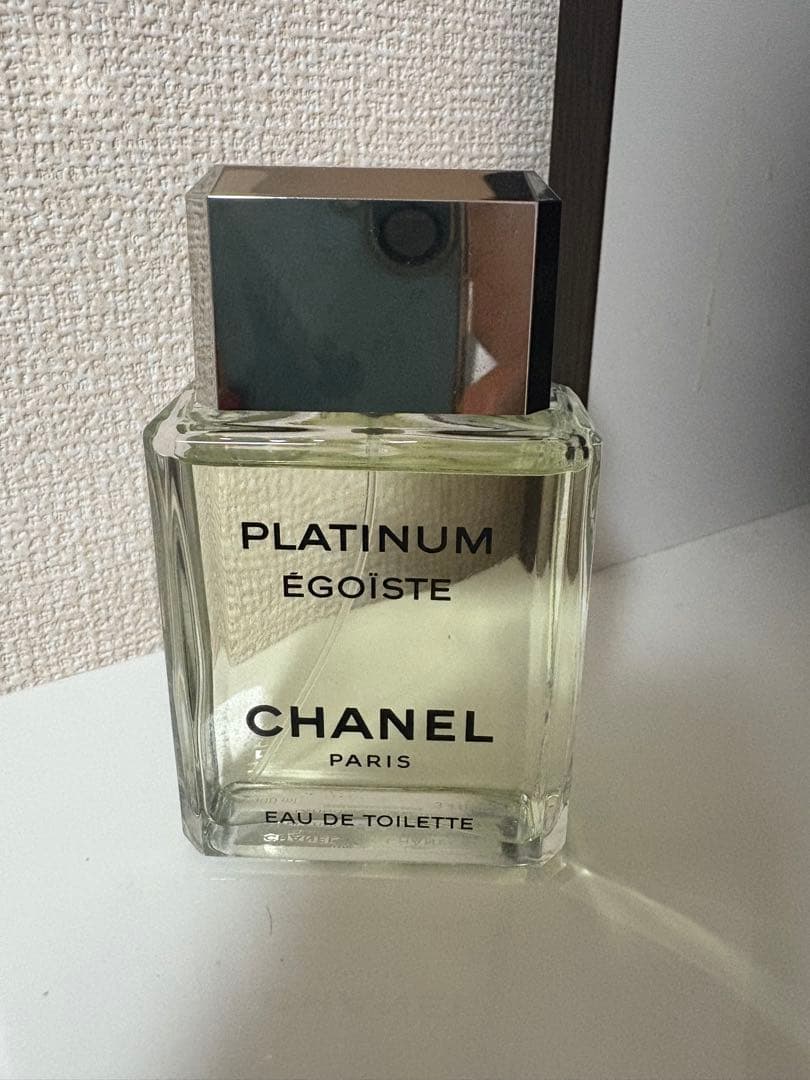 PLATINUM
ÉGOÏSTE
CHANEL
PARIS
EAU DE TOILETTE